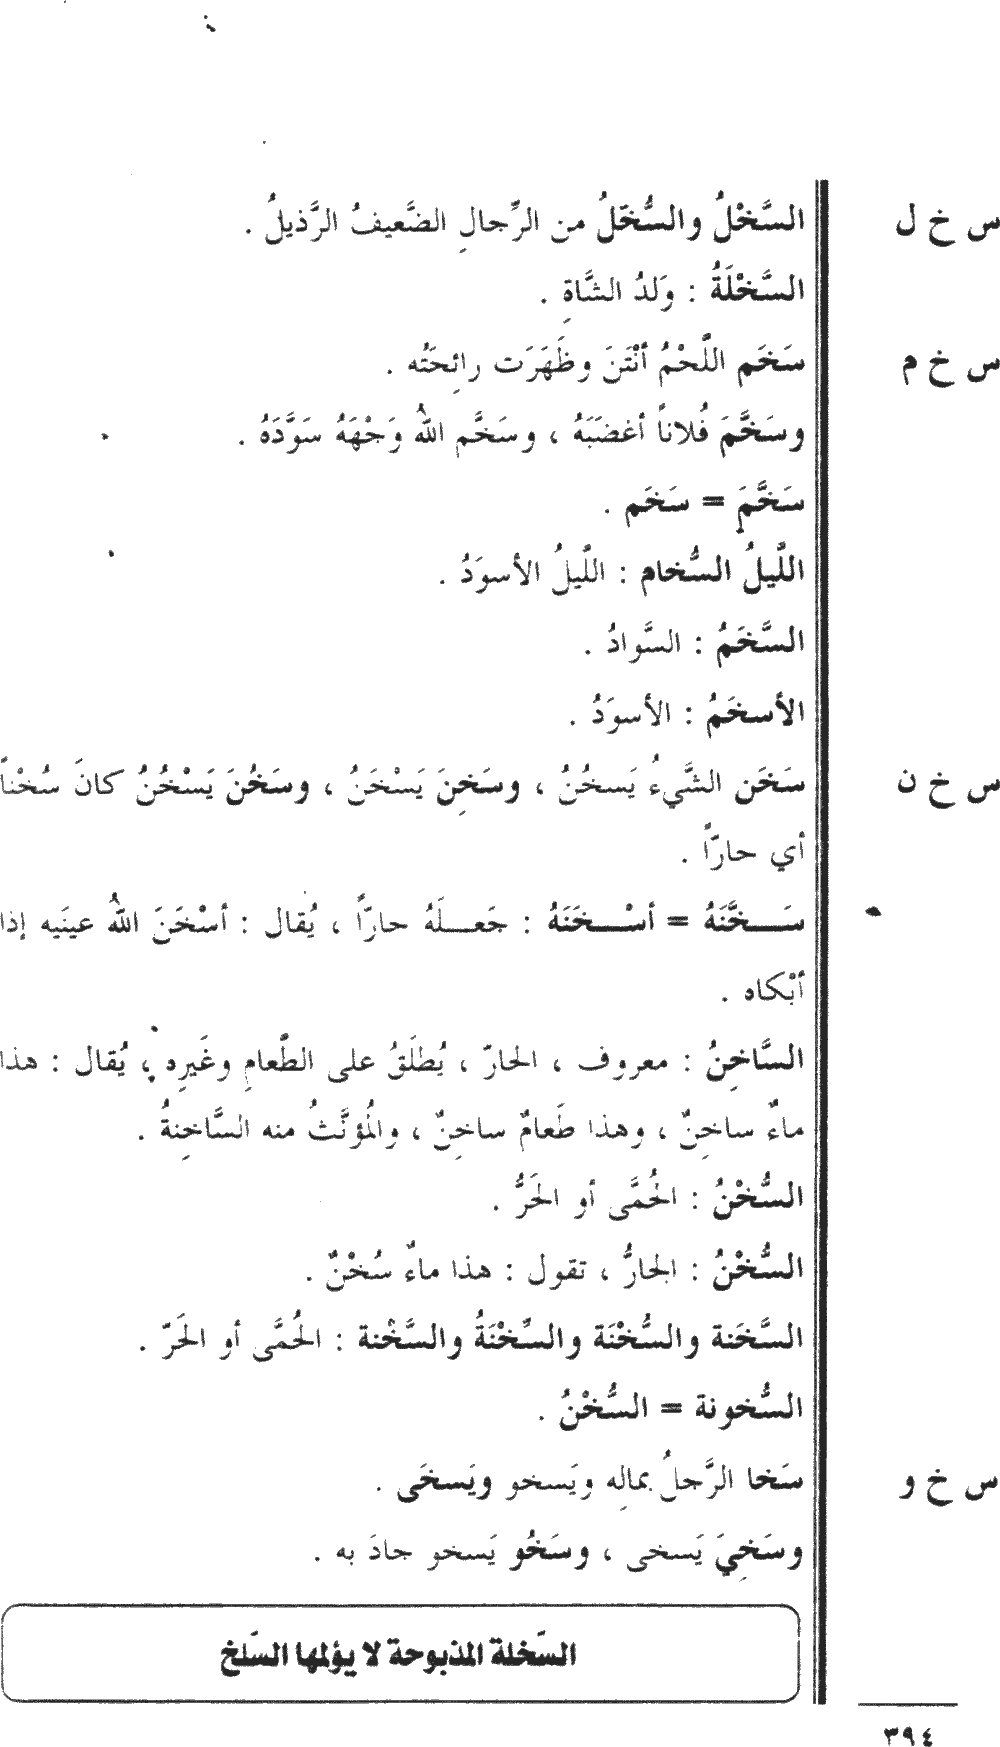 س خ ل السَّخْلُ والسُّخّلُ من الرِّجالِ الضَّعيفُ الرَّذيلُ .
السَّخْلَةُ : وَلدُ الشَّاةِ .
س خ م سَخَم اللَّحْمُ أنْتَنَ وظَهَرَت رائِحَتُه .
وسَخَّمَ فُلاناً أغضَبَهُ ، وسَخَّم اللهُ وَجْهَهُ سَوَّدَهُ .
سَخَّمَ = سَخَم .
اللَّيلُ السُّخام : اللَّيلُ الأسوَدُ .
السَّخَمُ : السَّوادُ .
الأسخَمُ : الأسوَدُ .
س خ ن سَخَن الشَّيءُ يَسخُنُ ، وسَخِنَ يَسْخَنُ ، وسَخُنَ يَسْخُنُ كانَ سُخْناً
أي حارّاً .
سَـــخَّنَهُ = أسْـــخَنَهُ : جَعـــلَهُ حارّاً ، يُقال : أسْخَنَ اللهُ عينَيه إذا
أبْكاه .
السَّاخِنُ : معروف ، الحارّ ، يُطلَقُ على الطَّعامِ وغَيرِه ، يُقال : هذا
ماءٌ ساخِنٌ ، وهذا طَعامٌ ساخِنٌ ، والمُؤنَّثُ منه السَّاخِنةُ .
السُّخْنُ : الحُمَّى أو الحَرُّ .
السُّخْنُ : الحارُّ ، تقول : هذا ماءٌ سُخْنٌ .
السَّخَنة والسُّخْنَة والسِّخْنَةُ والسَّخْنة : الحُمَّى أو الحَرّ .
السُّخونة = السُّخْنُ .
س خ و سَخا الرَّجلُ بمالِه ويَسخو ويَسخَى .
وسَخِيَ يَسخى ، وسَخُو يَسخو جادَ به .
السّخلة المذبوحة لا يؤلمها السّلخ
٣٩٤